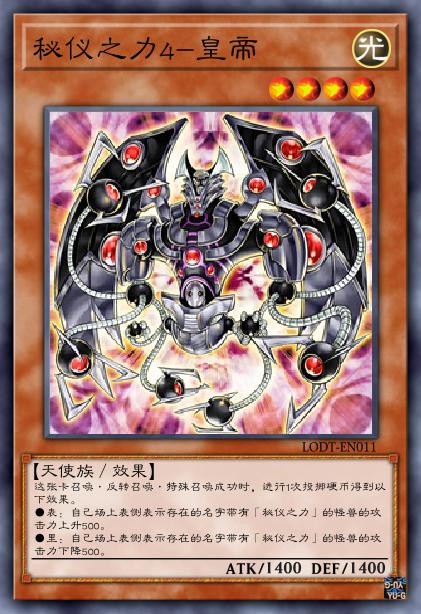 秘仪之力4-皇帝
光
LODT-EN011
【天使族／效果】
这张卡召唤·反转召唤·特殊召唤成功时，进行1次投掷硬币得到以
下效果。
●表：自己场上表侧表示存在的名字带有「秘仪之力」的怪兽的攻
击力上升500。
●里：自己场上表侧表示存在的名字带有「秘仪之力」的怪兽的攻
击力下降500。
ATK/1400 DEF/1400
YU-G